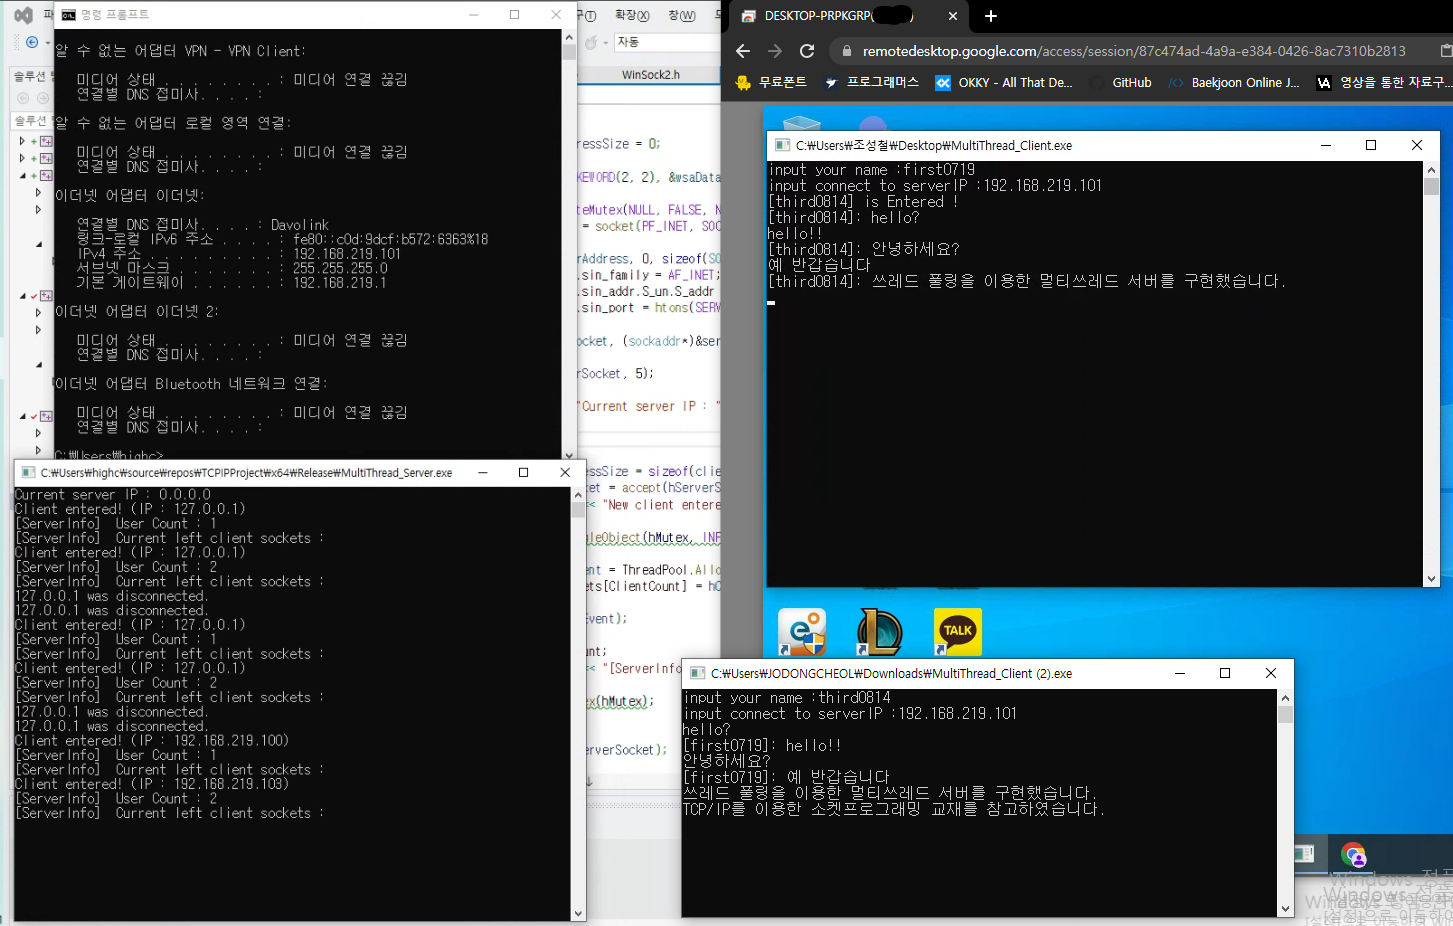 명령 프롬프트
알 수 없는 어댑터 VPN - VPN Client:
미디어 상태 . . . . . . . . : 미디어 연결 끊김
연결별 DNS 접미사. . . . :
알 수 없는 어댑터 로컬 영역 연결:
미디어 상태 . . . . . . . . : 미디어 연결 끊김
연결별 DNS 접미사. . . . :
이더넷 어댑터 이더넷:
연결별 DNS 접미사. . . . : Davolink
링크-로컬 IPv6 주소 . . . . : fe80::c0d:9dcf:b572:6363%18
IPv4 주소 . . . . . . . . . : 192.168.219.101
서브넷 마스크 . . . . . . . : 255.255.255.0
기본 게이트웨이 . . . . . . : 192.168.219.1
이더넷 어댑터 이더넷 2:
미디어 상태 . . . . . . . . : 미디어 연결 끊김
연결별 DNS 접미사. . . . :
이더넷 어댑터 Bluetooth 네트워크 연결:
미디어 상태 . . . . . . . . : 미디어 연결 끊김
연결별 DNS 접미사. . . . :
C:₩Users₩highc>
확장(X) 창(W)
자동
솔루션
WinSock2.h
솔루션
ressSize = 0;
KEWORD(2, 2), &wsaData
teMutex(NULL, FALSE, N
= socket(PF_INET, SOC
rAddress, 0, sizeof(SO
.sin_family = AF_INET;
.sin_addr.S_un.S_addr
.sin_port = htons(SERV
ocket, (sockaddr*)&ser
rSocket, 5);
"Current server IP : "
essSize = sizeof(clie
ket = accept(hServerS
<< "New client entere
leObject(hMutex, INF
ent = ThreadPool.Allo
ets[ClientCount] = hC
Event);
unt;
<< "[ServerInfo
ex(hMutex);
erverSocket);
C:₩Users₩highc₩source₩repos₩TCPIPProject₩x64₩Release₩MultiThread_Server.exe
Current server IP : 0.0.0.0
Client entered! (IP : 127.0.0.1)
[ServerInfo]  User Count : 1
[ServerInfo]  Current left client sockets :
Client entered! (IP : 127.0.0.1)
[ServerInfo]  User Count : 2
[ServerInfo]  Current left client sockets :
127.0.0.1 was disconnected.
127.0.0.1 was disconnected.
Client entered! (IP : 127.0.0.1)
[ServerInfo]  User Count : 1
[ServerInfo]  Current left client sockets :
Client entered! (IP : 127.0.0.1)
[ServerInfo]  User Count : 2
[ServerInfo]  Current left client sockets :
127.0.0.1 was disconnected.
127.0.0.1 was disconnected.
Client entered! (IP : 192.168.219.100)
[ServerInfo]  User Count : 1
[ServerInfo]  Current left client sockets :
Client entered! (IP : 192.168.219.103)
[ServerInfo]  User Count : 2
[ServerInfo]  Current left client sockets :
DESKTOP-PRPKGRP( )
remotedesktop.google.com/access/session/87c474ad-4a9a-e384-0426-8ac7310b2813
무료폰트 프로그래머스 OKKY - All That De... GitHub Baekjoon Online J... 영상을 통한 자료구...
C:₩Users₩조성철₩Desktop₩MultiThread_Client.exe
input your name :first0719
input connect to serverIP :192.168.219.101
[third0814] is Entered !
[third0814]: hello?
hello!!
[third0814]: 안녕하세요?
예 반갑습니다
[third0814]: 쓰레드 풀링을 이용한 멀티쓰레드 서버를 구현했습니다.
TALK
C:₩Users₩JODONGCHEOL₩Downloads₩MultiThread_Client (2).exe
input your name :third0814
input connect to serverIP :192.168.219.101
hello?
[first0719]: hello!!
안녕하세요?
[first0719]: 예 반갑습니다
쓰레드 풀링을 이용한 멀티쓰레드 서버를 구현했습니다.
TCP/IP를 이용한 소켓프로그래밍 교재를 참고하였습니다.
Windows 정품